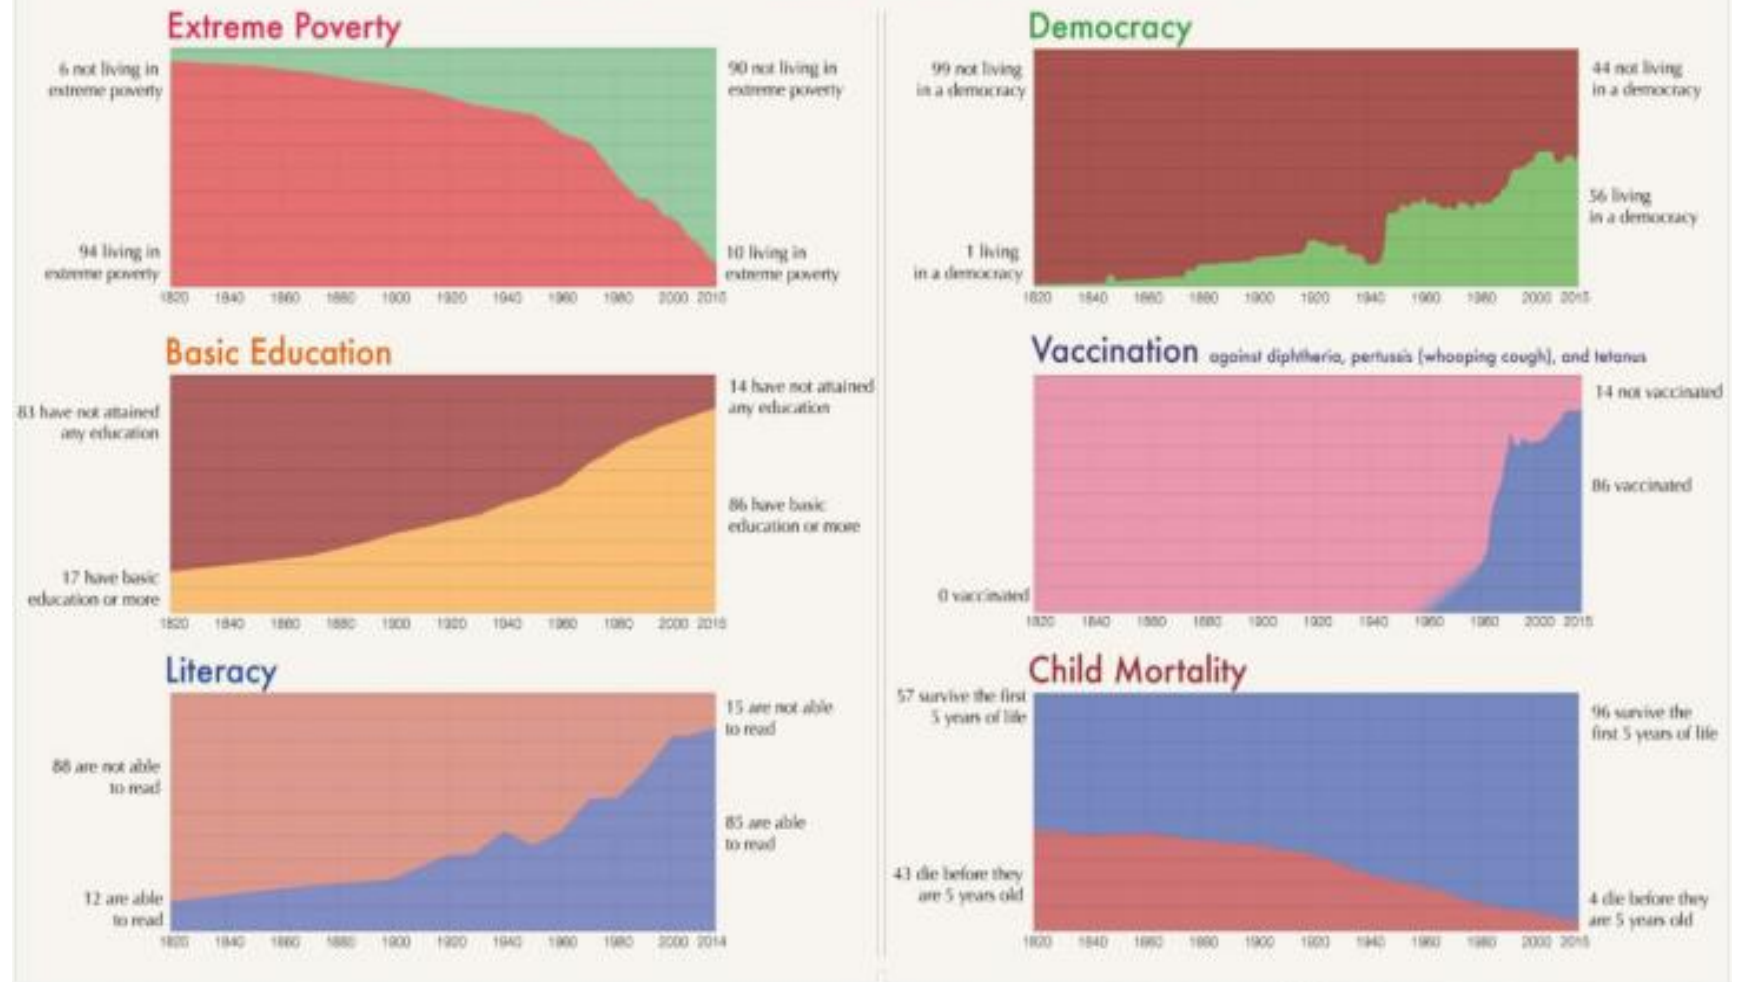 Extreme Poverty
6 not living in
extreme poverty
90 not living in
extreme poverty
94 living in
extreme poverty
10 living in
extreme poverty
1820 1840 1860 1880 1900 1920 1940 1960 1980 2000 2015
Democracy
99 not living
in a democracy
44 not living
in a democracy
56 living
in a democracy
1 living
in a democracy
1820 1840 1860 1880 1900 1920 1940 1960 1980 2000 2015
Basic Education
83 have not attained
any education
14 have not attained
any education
86 have basic
education or more
17 have basic
education or more
1820 1840 1860 1880 1900 1920 1940 1960 1980 2000 2015
Vaccination against diphtheria, pertussis (whooping cough), and tetanus
14 not vaccinated
86 vaccinated
0 vaccinated
1820 1840 1860 1880 1900 1920 1940 1960 1980 2000 2015
Literacy
15 are not able
to read
88 are not able
to read
85 are able
to read
12 are able
to read
1820 1840 1860 1880 1900 1920 1940 1960 1980 2000 2014
Child Mortality
57 survive the first
5 years of life
96 survive the
first 5 years of life
43 die before they
are 5 years old
4 die before they
are 5 years old
1820 1840 1860 1880 1900 1920 1940 1960 1980 2000 2015